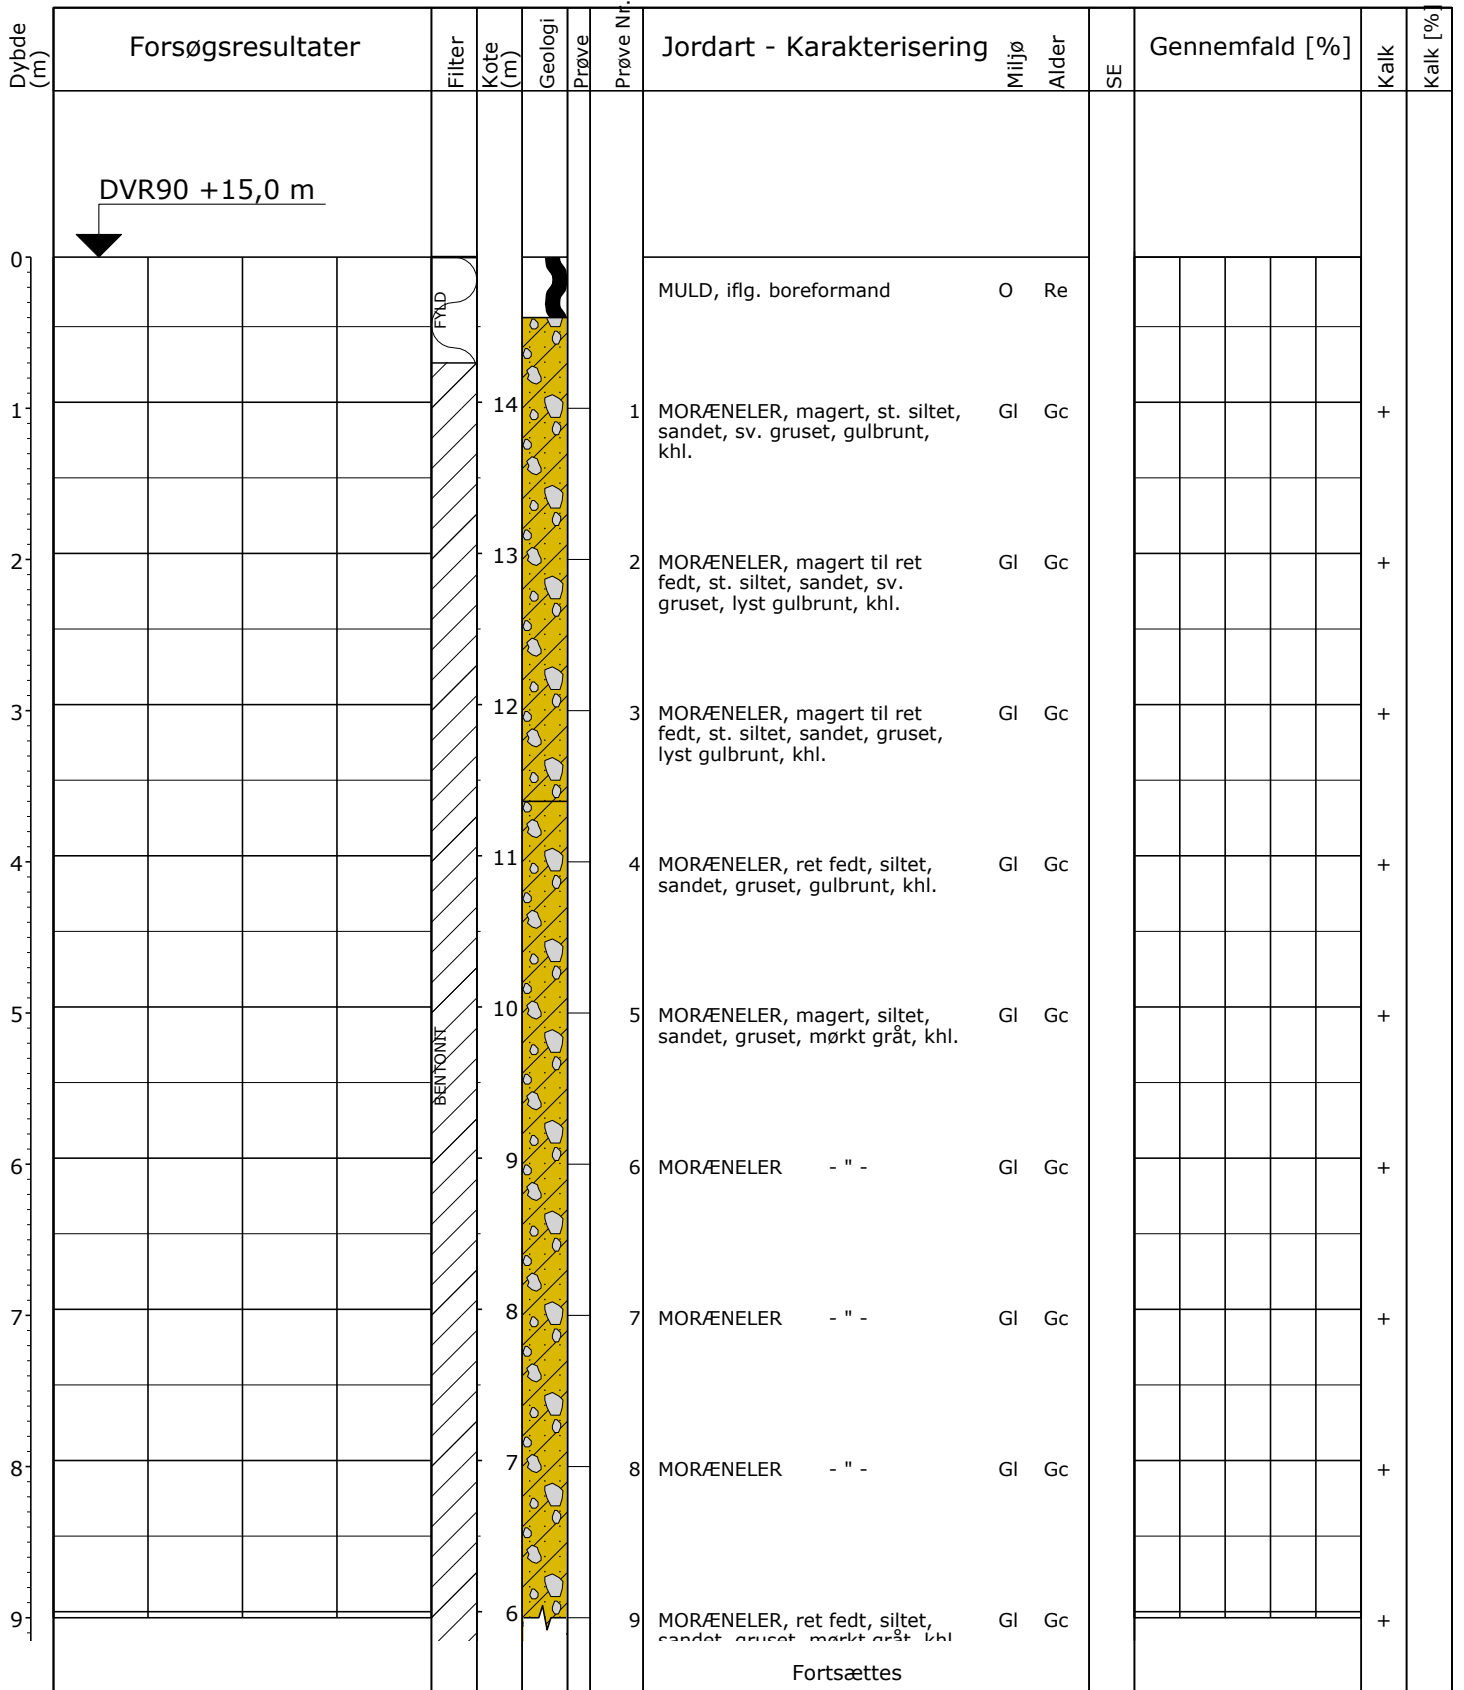 Dybde (m)
Forsøgsresultater
Filter
Kote (m)
Geologi
Prøve
Prøve Nr.
Jordart - Karakterisering
Miljø
Alder
SE
Gennemfald [%]
Kalk
Kalk [%]
DVR90 +15,0 m
0
FYLD
MULD, iflg. boreformand O Re
1 14 1 MORÆNELER, magert, st. siltet, Gl Gc +
sandet, sv. gruset, gulbrunt,
khl.
2 13 2 MORÆNELER, magert til ret Gl Gc +
fedt, st. siltet, sandet, sv.
gruset, lyst gulbrunt, khl.
3 12 3 MORÆNELER, magert til ret Gl Gc +
fedt, st. siltet, sandet, gruset,
lyst gulbrunt, khl.
4 11 4 MORÆNELER, ret fedt, siltet, Gl Gc +
sandet, gruset, gulbrunt, khl.
5 10 5 MORÆNELER, magert, siltet, Gl Gc +
sandet, gruset, mørkt gråt, khl.
BENTONIT
6 9 6 MORÆNELER - " - Gl Gc +
7 8 7 MORÆNELER - " - Gl Gc +
8 7 8 MORÆNELER - " - Gl Gc +
9 6 9 MORÆNELER, ret fedt, siltet, Gl Gc +
sandet, gruset, mørkt gråt, khl
Fortsættes